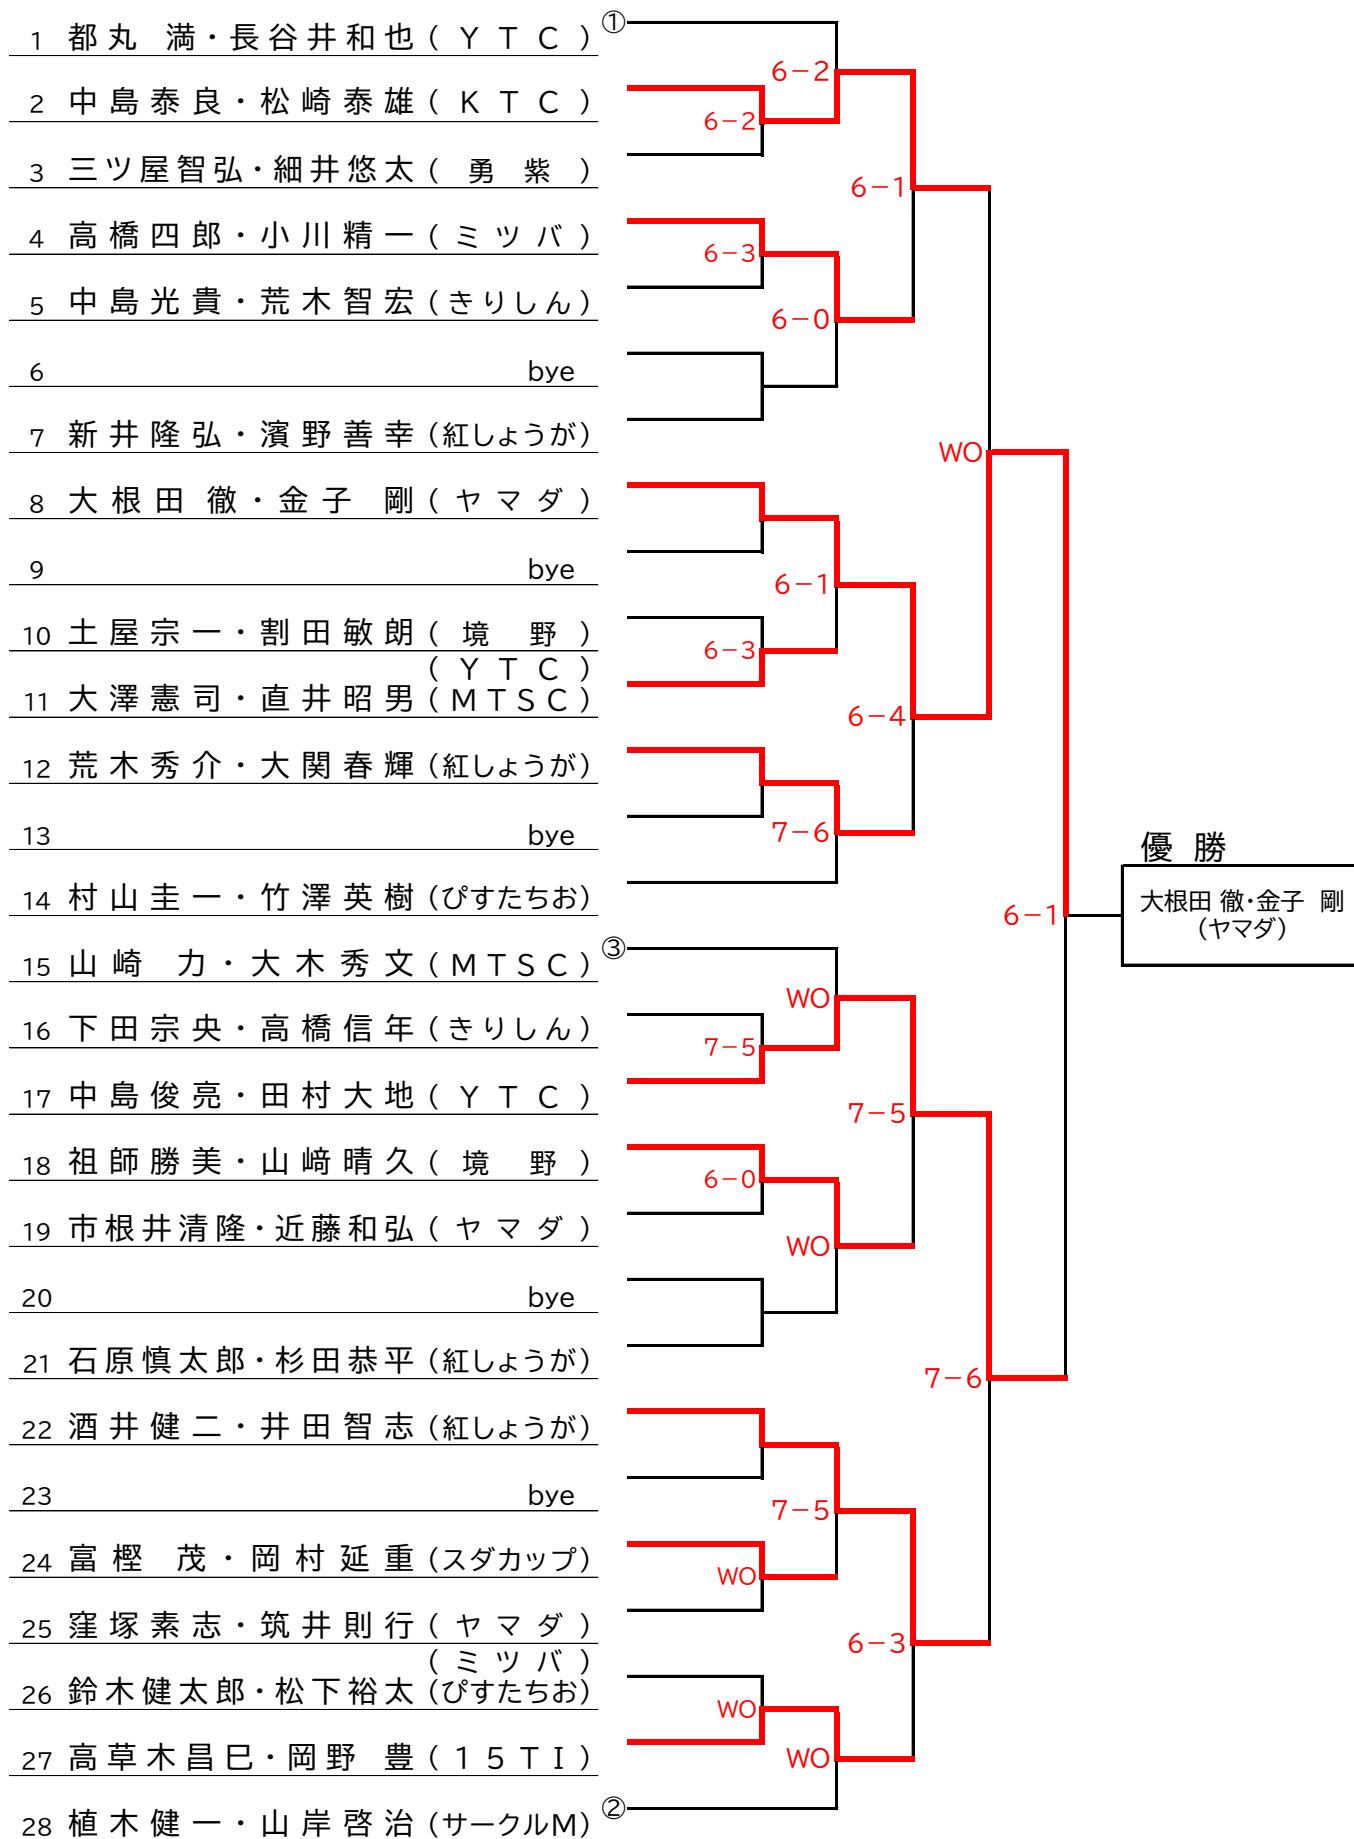 1 都丸 満・長谷井和也(YTC) ①
6-2
2 中島泰良・松崎泰雄(KTC)
6-2
3 三ツ屋智弘・細井悠太(勇紫)
6-1
4 高橋四郎・小川精一(ミツバ)
6-3
5 中島光貴・荒木智宏(きりしん)
6-0
6 bye
7 新井隆弘・濱野善幸(紅しょうが)
WO
8 大根田 徹・金子 剛(ヤマダ)
9 bye
6-1
10 土屋宗一・割田敏朗(境野)
6-3
(YTC)
11 大澤憲司・直井昭男(MTSC)
6-4
12 荒木秀介・大関春輝(紅しょうが)
13 bye
7-6
優勝
14 村山圭一・竹澤英樹(ぴすたちお)
6-1
大根田 徹・金子 剛
(ヤマダ)
15 山崎 力・大木秀文(MTSC) ③
WO
16 下田宗央・高橋信年(きりしん)
7-5
17 中島俊亮・田村大地(YTC)
7-5
18 祖師勝美・山﨑晴久(境野)
6-0
19 市根井清隆・近藤和弘(ヤマダ)
WO
20 bye
21 石原慎太郎・杉田恭平(紅しょうが)
7-6
22 酒井健二・井田智志(紅しょうが)
23 bye
7-5
24 富樫 茂・岡村延重(スダカップ)
WO
25 窪塚素志・筑井則行(ヤマダ)
6-3
(ミツバ)
26 鈴木健太郎・松下裕太(ぴすたちお)
WO
27 高草木昌巳・岡野 豊(15TI)
WO
28 植木健一・山岸啓治(サークルM) ②